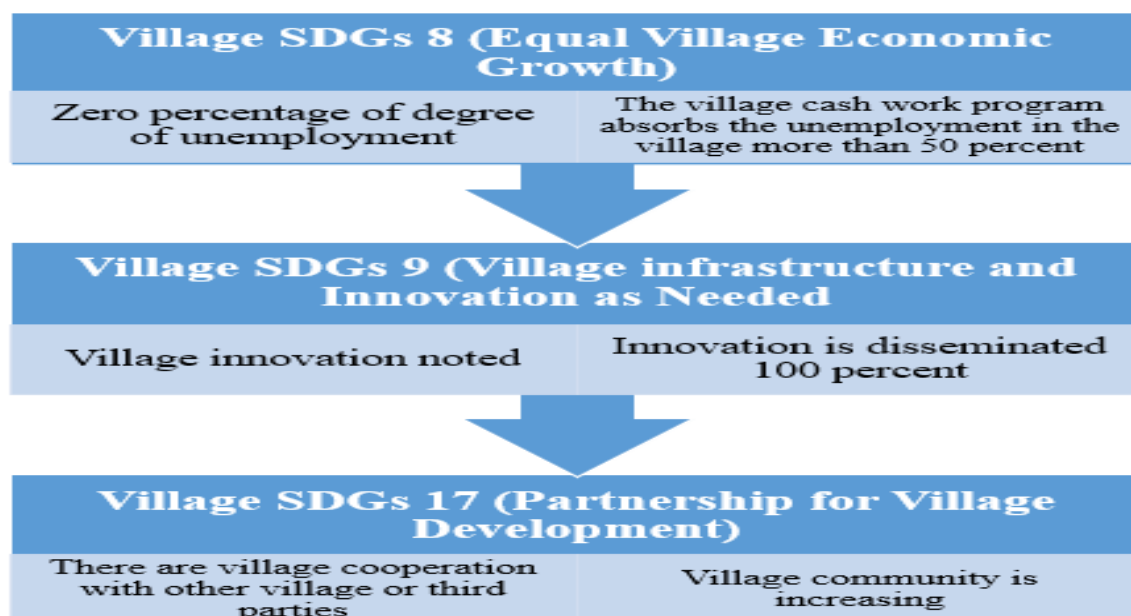 Village SDGs 8 (Equal Village Economic
Growth)
Zero percentage of degree
of unemployment
The village cash work program
absorbs the unemployment in the
village more than 50 percent
Village SDGs 9 (Village infrastructure and
Innovation as Needed
Village innovation noted
Innovation is disseminated
100 percent
Village SDGs 17 (Partnership for Village
Development)
There are village cooperation
with other village or third
parties
Village community is
increasing